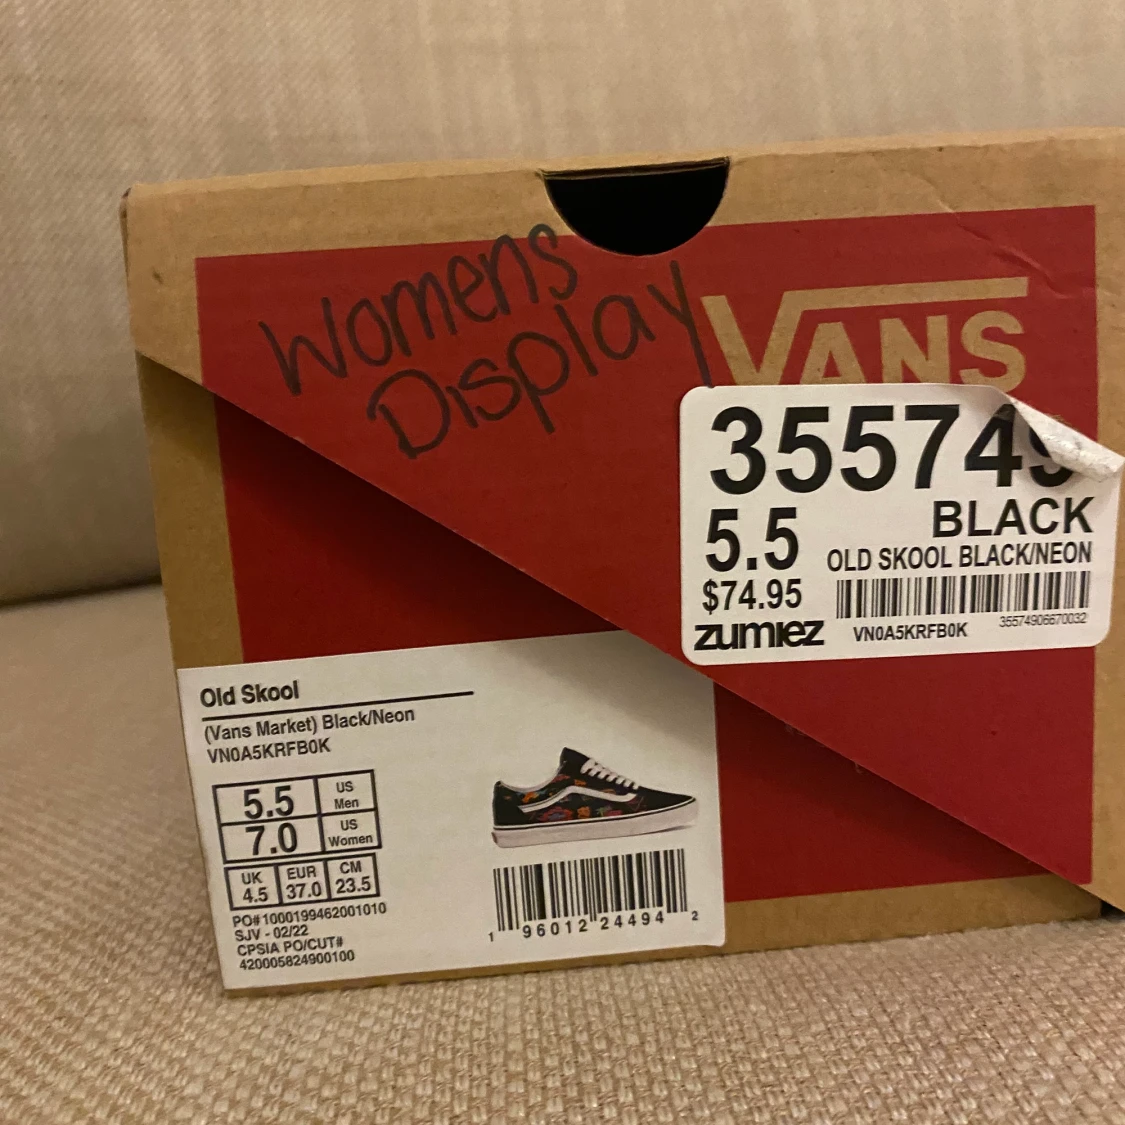 Womens
Display
VANS
355749
5.5
BLACK
OLD SKOOL BLACK/NEON
$74.95
zumiez
VN0A5KRFB0K
35574906670032
Old Skool
(Vans Market) Black/Neon
VN0A5KRFB0K
5.5 US Men
7.0 US Women
UK 4.5 EUR 37.0 CM 23.5
PO# 1000199462001010
SJV - 02/22
CPSIA PO/CUT#
420005824900100
1 96012 24494 2